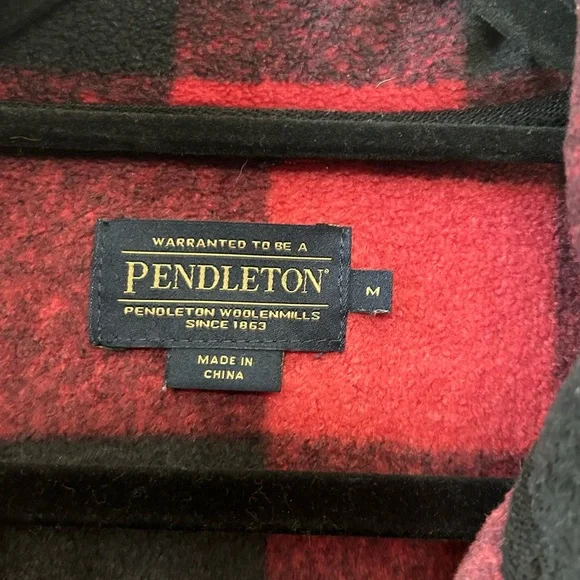 WARRANTED TO BE A
PENDLETON®
PENDLETON WOOLENMILLS
SINCE 1863
M
MADE IN
CHINA